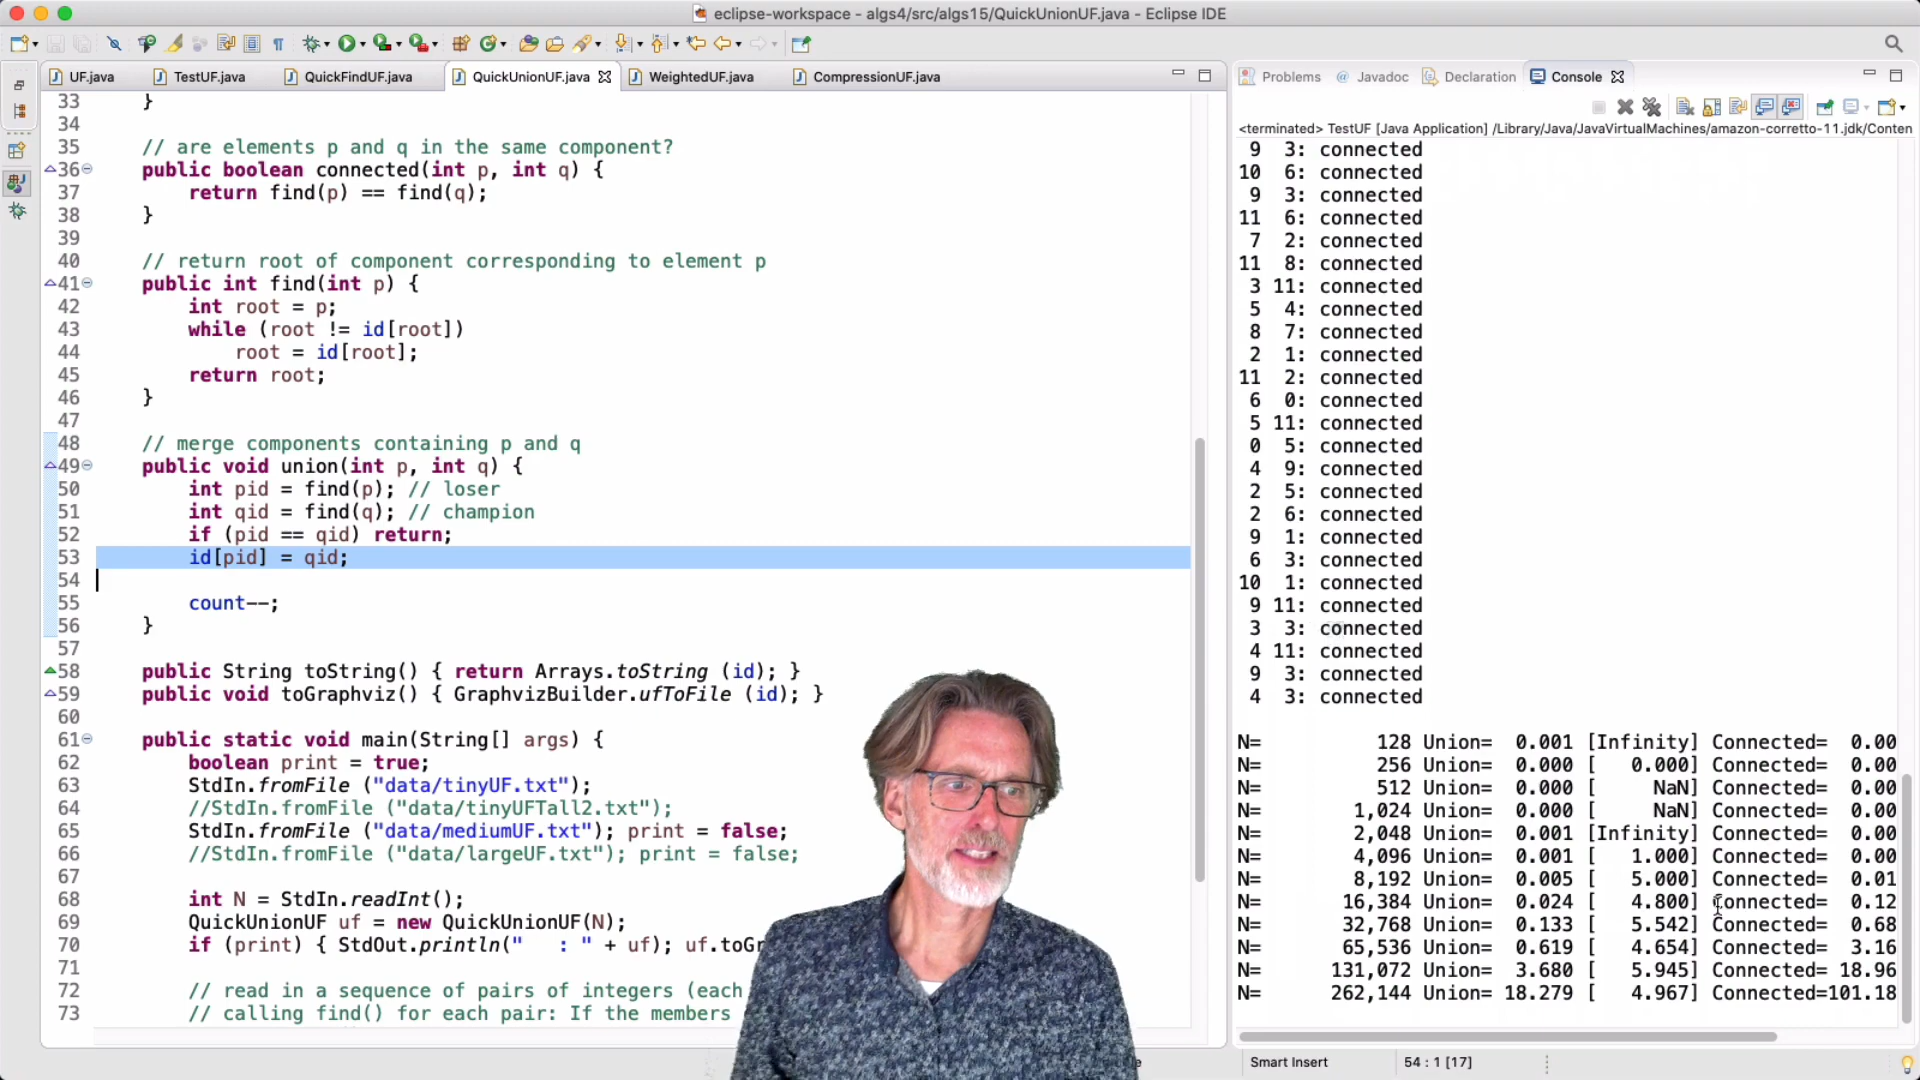 eclipse-workspace - algs4/src/algs15/QuickUnionUF.java - Eclipse IDE
UF.java
TestUF.java
QuickFindUF.java
QuickUnionUF.java
WeightedUF.java
CompressionUF.java
33 }
34
35 // are elements p and q in the same component?
36 public boolean connected(int p, int q) {
37 return find(p) == find(q);
38 }
39
40 // return root of component corresponding to element p
41 public int find(int p) {
42 int root = p;
43 while (root != id[root])
44 root = id[root];
45 return root;
46 }
47
48 // merge components containing p and q
49 public void union(int p, int q) {
50 int pid = find(p); // loser
51 int qid = find(q); // champion
52 if (pid == qid) return;
53 id[pid] = qid;
54
55 count--;
56 }
57
58 public String toString() { return Arrays.toString (id); }
59 public void toGraphviz() { GraphvizBuilder.ufToFile (id); }
60
61 public static void main(String[] args) {
62 boolean print = true;
63 StdIn.fromFile ("data/tinyUF.txt");
64 //StdIn.fromFile ("data/tinyUFTall2.txt");
65 StdIn.fromFile ("data/mediumUF.txt"); print = false;
66 //StdIn.fromFile ("data/largeUF.txt"); print = false;
67
68 int N = StdIn.readInt();
69 QuickUnionUF uf = new QuickUnionUF(N);
70 if (print) { StdOut.println("   : " + uf); uf.toGr
71
72 // read in a sequence of pairs of integers (each
73 // calling find() for each pair: If the members
Problems
@ Javadoc
Declaration
Console
<terminated> TestUF [Java Application] /Library/Java/JavaVirtualMachines/amazon-corretto-11.jdk/Conten
9 3: connected
10 6: connected
9 3: connected
11 6: connected
7 2: connected
11 8: connected
3 11: connected
5 4: connected
8 7: connected
2 1: connected
11 2: connected
6 0: connected
5 11: connected
0 5: connected
4 9: connected
2 5: connected
2 6: connected
9 1: connected
6 3: connected
10 1: connected
9 11: connected
3 3: connected
4 11: connected
9 3: connected
4 3: connected
N= 128 Union= 0.001 [Infinity] Connected= 0.00
N= 256 Union= 0.000 [ 0.000] Connected= 0.00
N= 512 Union= 0.000 [ NaN] Connected= 0.00
N= 1,024 Union= 0.000 [ NaN] Connected= 0.00
N= 2,048 Union= 0.001 [Infinity] Connected= 0.00
N= 4,096 Union= 0.001 [ 1.000] Connected= 0.00
N= 8,192 Union= 0.005 [ 5.000] Connected= 0.01
N= 16,384 Union= 0.024 [ 4.800] Connected= 0.12
N= 32,768 Union= 0.133 [ 5.542] Connected= 0.68
N= 65,536 Union= 0.619 [ 4.654] Connected= 3.16
N= 131,072 Union= 3.680 [ 5.945] Connected= 18.96
N= 262,144 Union= 18.279 [ 4.967] Connected=101.18
Smart Insert
54 : 1 [17]